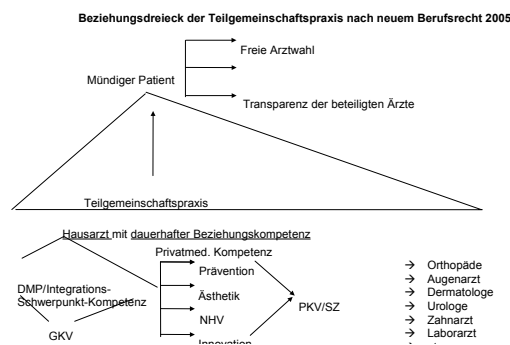 Beziehungsdreieck der Teilgemeinschaftspraxis nach neuem Berufsrecht 2005
Freie Arztwahl
Mündiger Patient
Transparenz der beteiligten Ärzte
Teilgemeinschaftspraxis
Hausarzt mit dauerhafter Beziehungskompetenz
Privatmed. Kompetenz
Prävention
DMP/Integrations-
Schwerpunkt-Kompetenz
Ästhetik
NHV
GKV
Innovation
PKV/SZ
→ Orthopäde
→ Augenarzt
→ Dermatologe
→ Urologe
→ Zahnarzt
→ Laborarzt